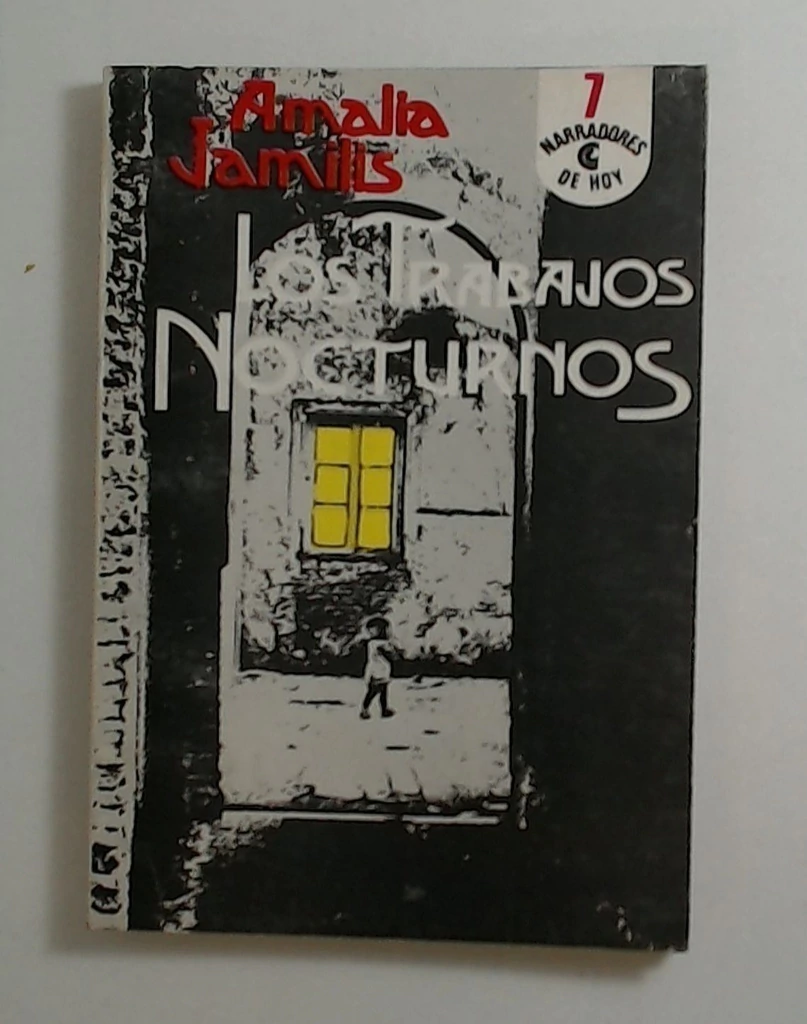 Amalia
Jamilis
7
NARRADORES
DE HOY
LOS TRABAJOS
NOCTURNOS